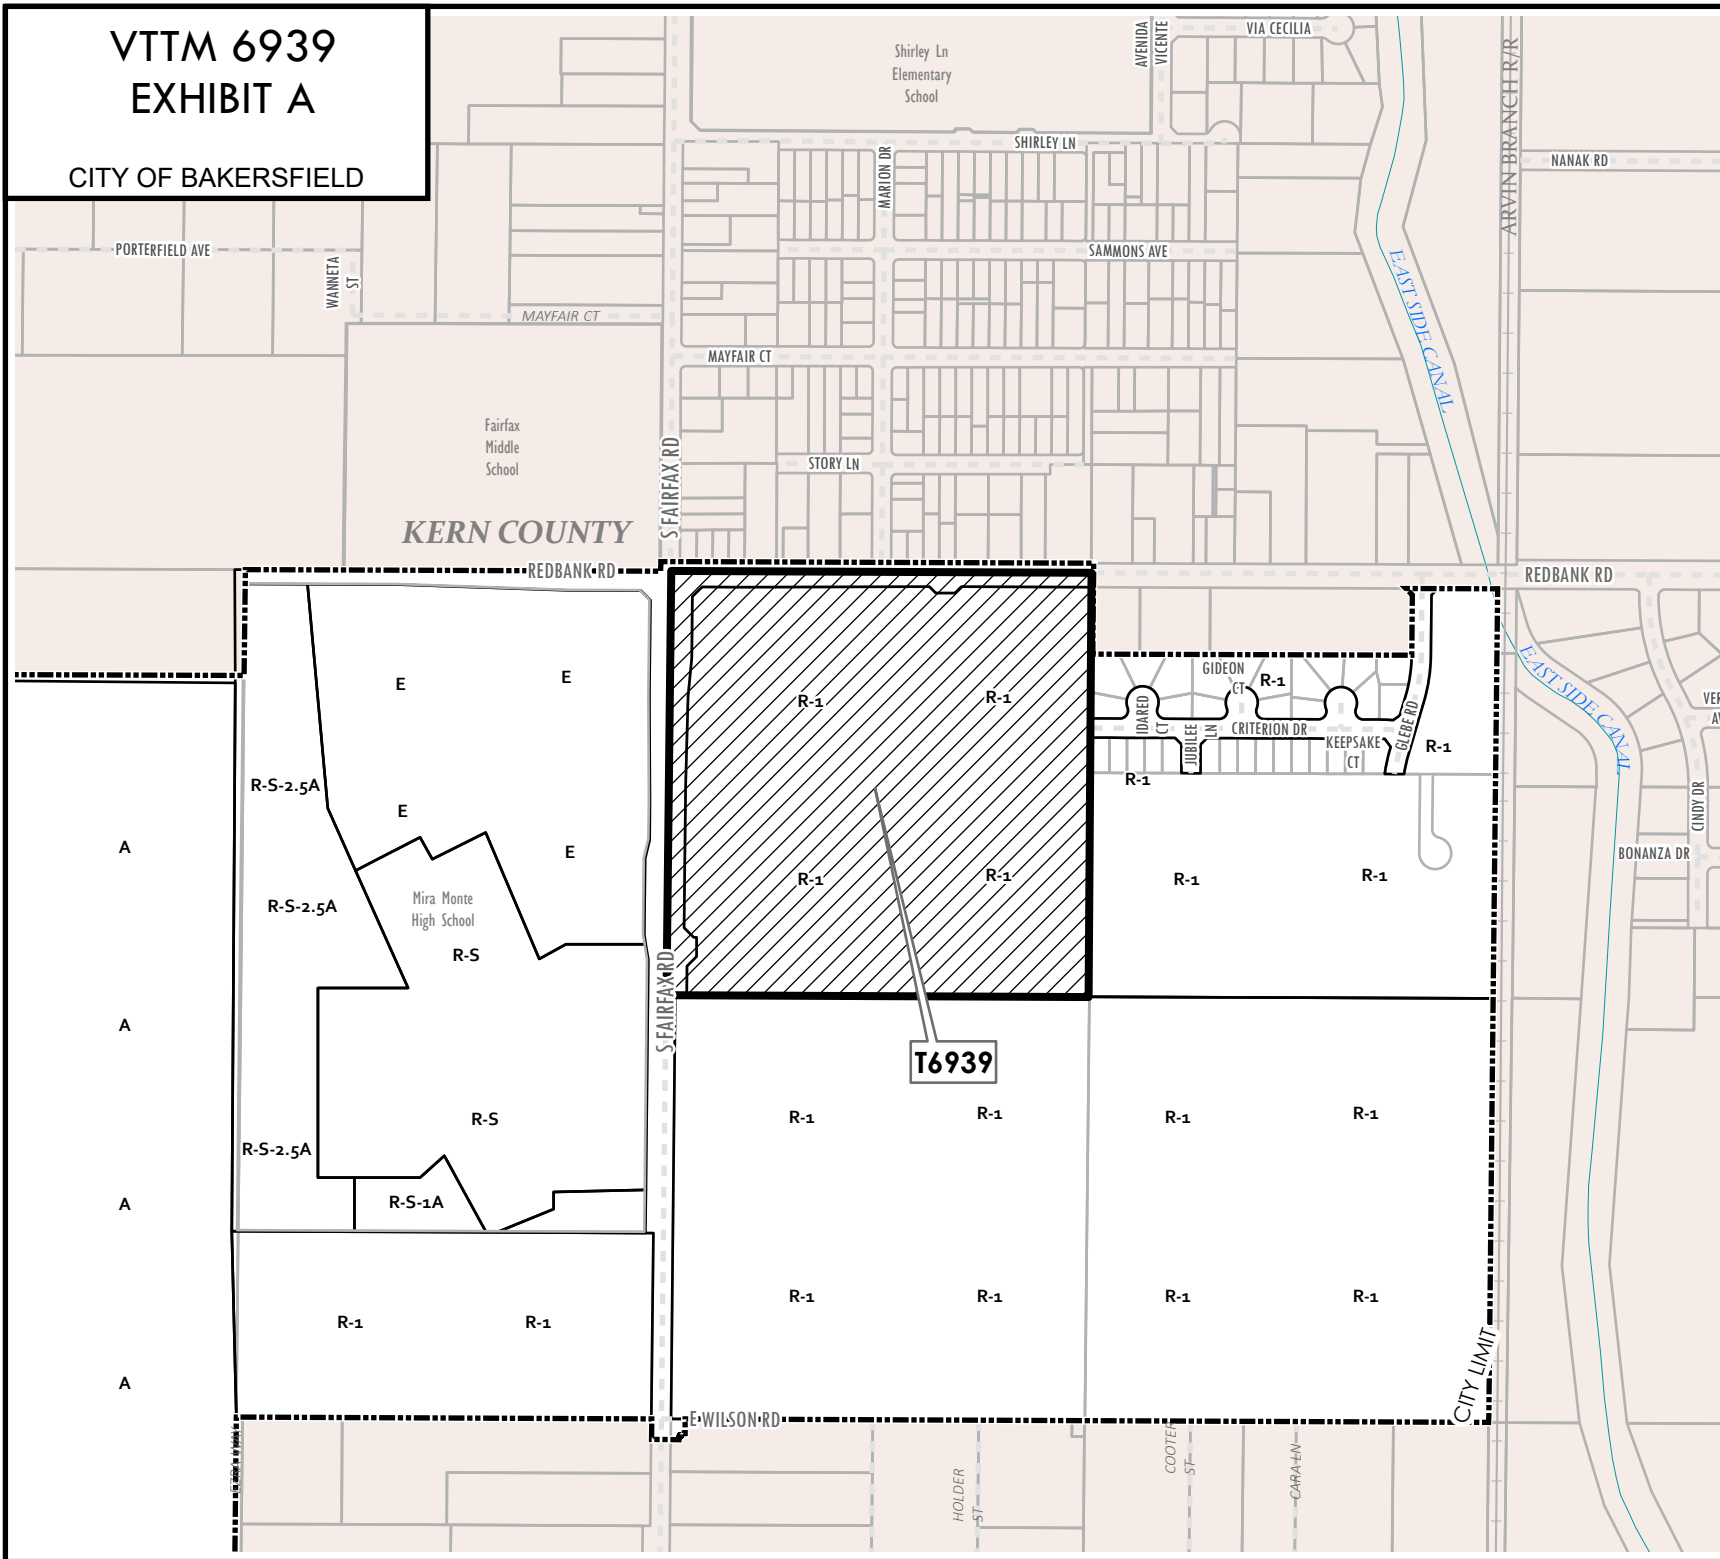 VTTM 6939
EXHIBIT A
CITY OF BAKERSFIELD
Shirley Ln
Elementary
School
AVENIDA
VICENTE
VIA CECILIA
ARVIN BRANCH R/R
SHIRLEY LN
MARION DR
NANAK RD
PORTERFIELD AVE
WANNETA
ST
SAMMONS AVE
EAST SIDE CANAL
MAYFAIR CT
MAYFAIR CT
Fairfax
Middle
School
S FAIRFAX RD
STORY LN
KERN COUNTY
REDBANK RD
REDBANK RD
E
E
R-1
R-1
GIDEON
CT
R-1
EAST SIDE CANAL
IDARED
CT
JUBILEE
LN
CRITERION DR
KEEPSAKE
CT
GLEBE RD
R-1
R-1
R-S-2.5A
E
E
CINDY DR
BONANZA DR
A
R-S-2.5A
Mira Monte
High School
R-1
R-1
R-1
R-1
R-S
S FAIRFAX RD
A
T6939
R-S
R-1
R-1
R-1
R-1
R-S-2.5A
R-S-1A
A
R-1
R-1
R-1
R-1
R-1
R-1
A
CITY LIMIT
E WILSON RD
HOLDER
ST
COOTER
ST
CARA LN